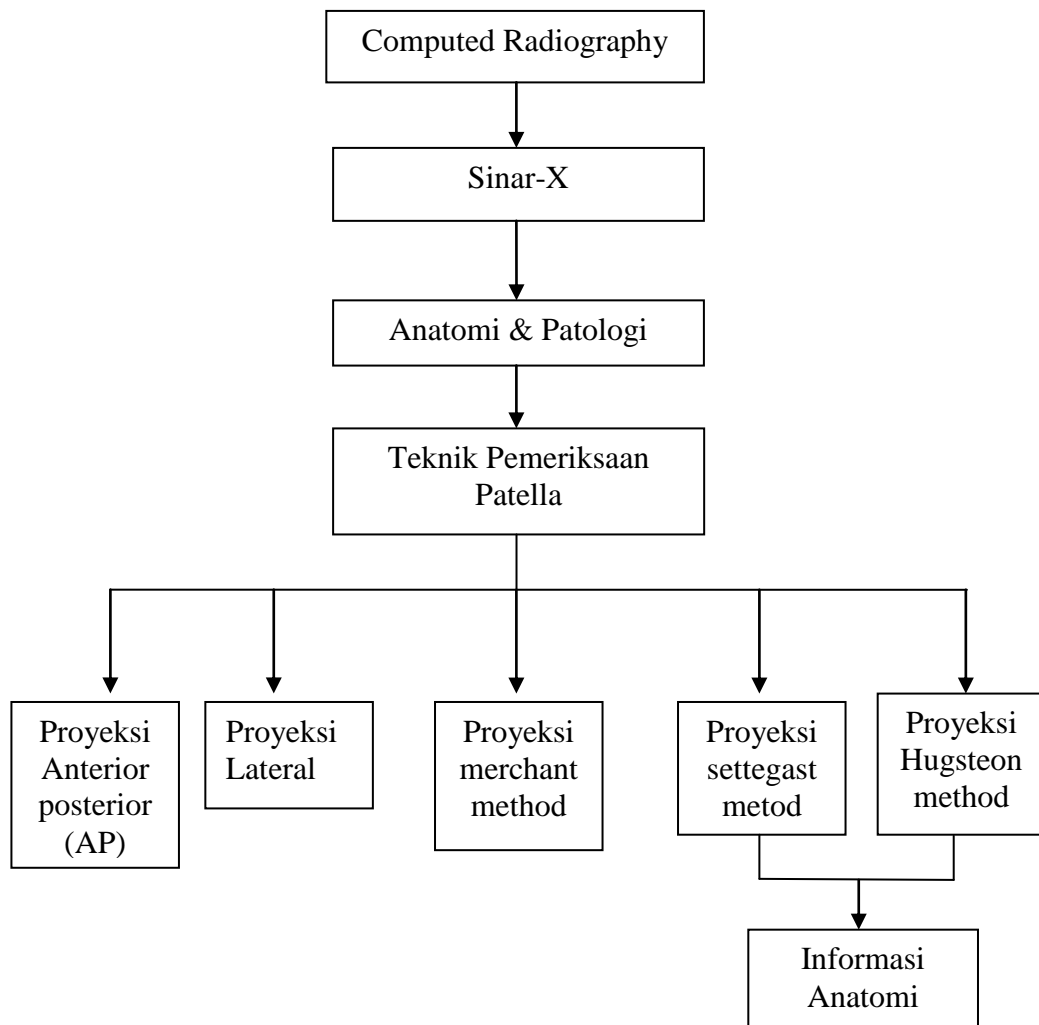 Computed Radiography
Sinar-X
Anatomi & Patologi
Teknik Pemeriksaan
Patella
Proyeksi
Anterior
posterior
(AP)
Proyeksi
Lateral
Proyeksi
merchant
method
Proyeksi
settegast
metod
Proyeksi
Hugsteon
method
Informasi
Anatomi